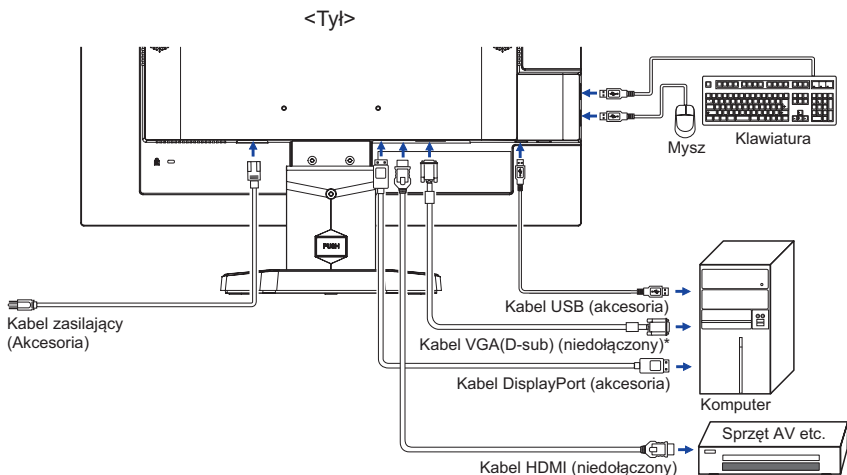 <Tył>
Mysz
Klawiatura
PUSH
Kabel zasilający
(Akcesoria)
Kabel USB (akcesoria)
Kabel VGA(D-sub) (niedołączony)*
Kabel DisplayPort (akcesoria)
Komputer
Sprzęt AV etc.
Kabel HDMI (niedołączony)